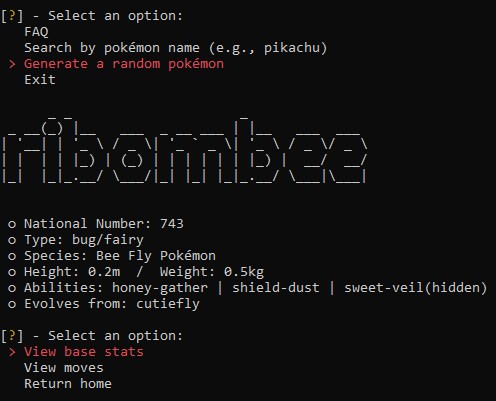 [?] - Select an option:
FAQ
Search by pokémon name (e.g., pikachu)
> Generate a random pokémon
Exit
ribombee
o National Number: 743
o Type: bug/fairy
o Species: Bee Fly Pokémon
o Height: 0.2m / Weight: 0.5kg
o Abilities: honey-gather | shield-dust | sweet-veil(hidden)
o Evolves from: cutiefly
[?] - Select an option:
> View base stats
View moves
Return home